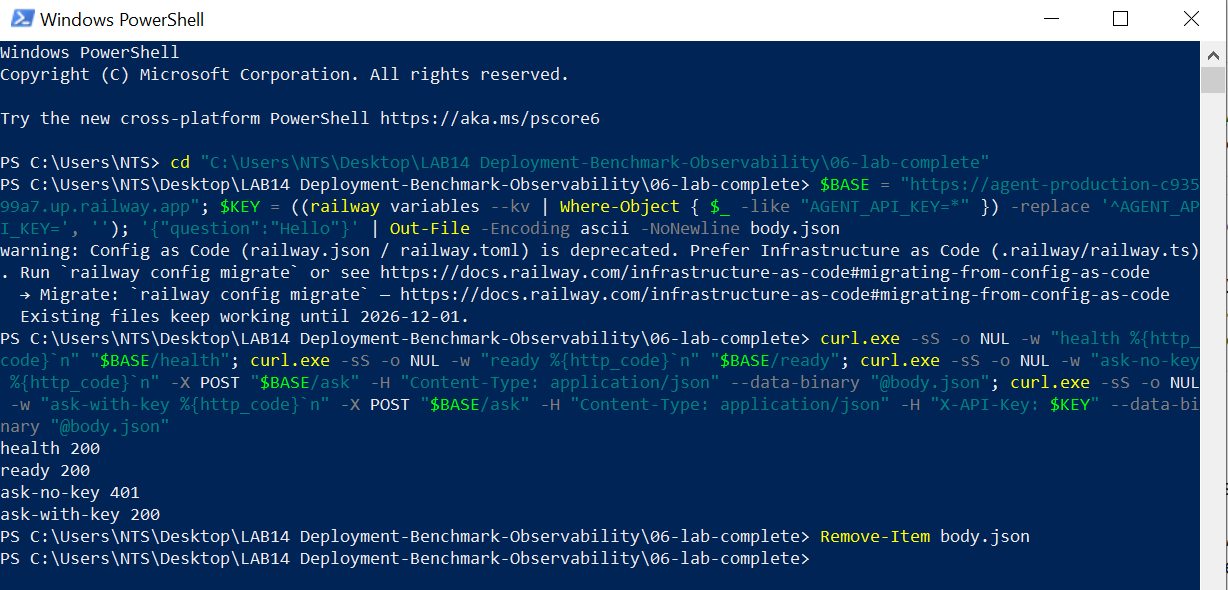 Windows PowerShell
Windows PowerShell
Copyright (C) Microsoft Corporation. All rights reserved.
Try the new cross-platform PowerShell https://aka.ms/pscore6
PS C:\Users\NTS> cd "C:\Users\NTS\Desktop\LAB14 Deployment-Benchmark-Observability\06-lab-complete"
PS C:\Users\NTS\Desktop\LAB14 Deployment-Benchmark-Observability\06-lab-complete> $BASE = "https://agent-production-c935
99a7.up.railway.app"; $KEY = ((railway variables --kv | Where-Object { $_ -like "AGENT_API_KEY=*" }) -replace '^AGENT_AP
I_KEY=', ''); '{"question":"Hello"}' | Out-File -Encoding ascii -NoNewline body.json
warning: Config as Code (railway.json / railway.toml) is deprecated. Prefer Infrastructure as Code (.railway/railway.ts)
. Run `railway config migrate` or see https://docs.railway.com/infrastructure-as-code#migrating-from-config-as-code
→ Migrate: `railway config migrate` — https://docs.railway.com/infrastructure-as-code#migrating-from-config-as-code
Existing files keep working until 2026-12-01.
PS C:\Users\NTS\Desktop\LAB14 Deployment-Benchmark-Observability\06-lab-complete> curl.exe -sS -o NUL -w "health %{http_
code}`n" "$BASE/health"; curl.exe -sS -o NUL -w "ready %{http_code}`n" "$BASE/ready"; curl.exe -sS -o NUL -w "ask-no-key
%{http_code}`n" -X POST "$BASE/ask" -H "Content-Type: application/json" --data-binary "@body.json"; curl.exe -sS -o NUL
-w "ask-with-key %{http_code}`n" -X POST "$BASE/ask" -H "Content-Type: application/json" -H "X-API-Key: $KEY" --data-bi
nary "@body.json"
health 200
ready 200
ask-no-key 401
ask-with-key 200
PS C:\Users\NTS\Desktop\LAB14 Deployment-Benchmark-Observability\06-lab-complete> Remove-Item body.json
PS C:\Users\NTS\Desktop\LAB14 Deployment-Benchmark-Observability\06-lab-complete>